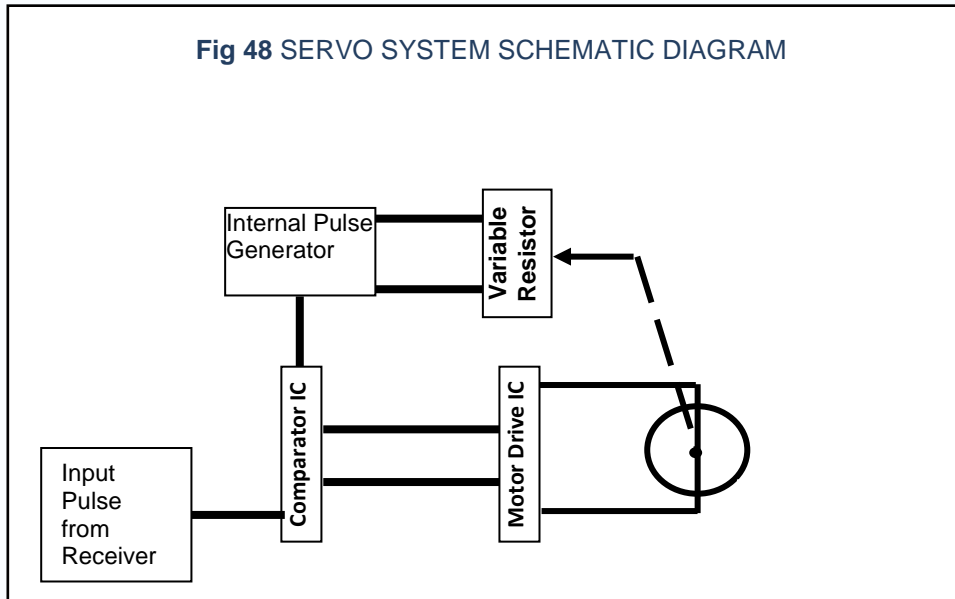 Fig 48 SERVO SYSTEM SCHEMATIC DIAGRAM
Internal Pulse
Generator
Variable
Resistor
Comparator IC
Motor Drive IC
Input
Pulse
from
Receiver